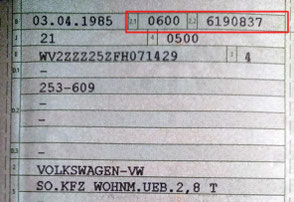 B 03.04.1985 2.1 0600 2.2 6190837
J 21 4 0500
E WV2ZZZ25ZFH071429 3 4
–
253-609
–
–
VOLKSWAGEN-VW
SO.KFZ WOHNM.UEB.2,8 T